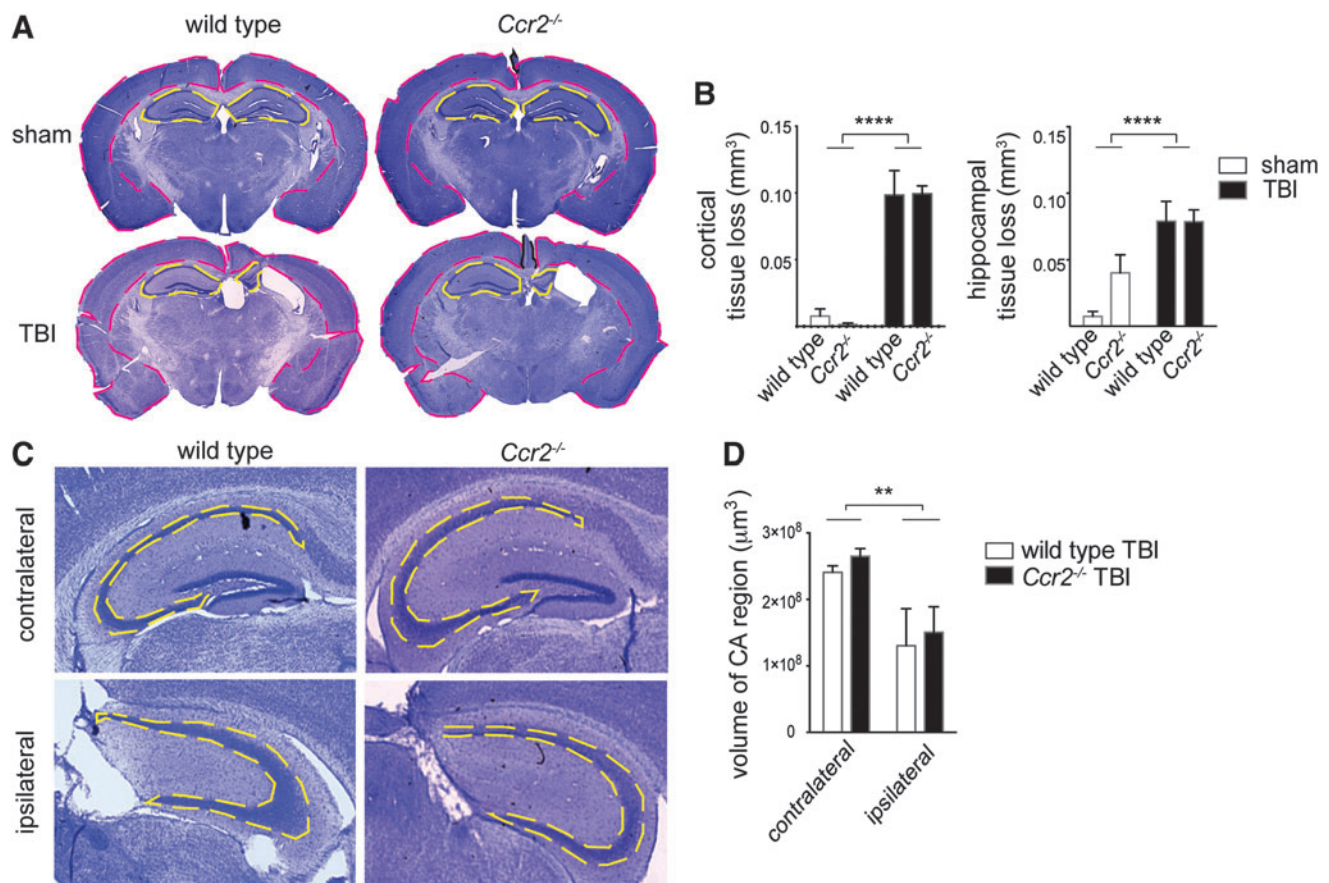 A
wild type
Ccr2-/-
sham
TBI
B
****
0.15
0.10
0.05
cortical
tissue loss (mm³)
wild type
Ccr2-/-
wild type
Ccr2-/-
****
0.15
0.10
0.05
hippocampal
tissue loss (mm³)
wild type
Ccr2-/-
wild type
Ccr2-/-
sham
TBI
C
wild type
Ccr2-/-
contralateral
ipsilateral
D
**
3×10⁸
2×10⁸
1×10⁸
0
volume of CA region (μm³)
contralateral
ipsilateral
wild type TBI
Ccr2-/- TBI